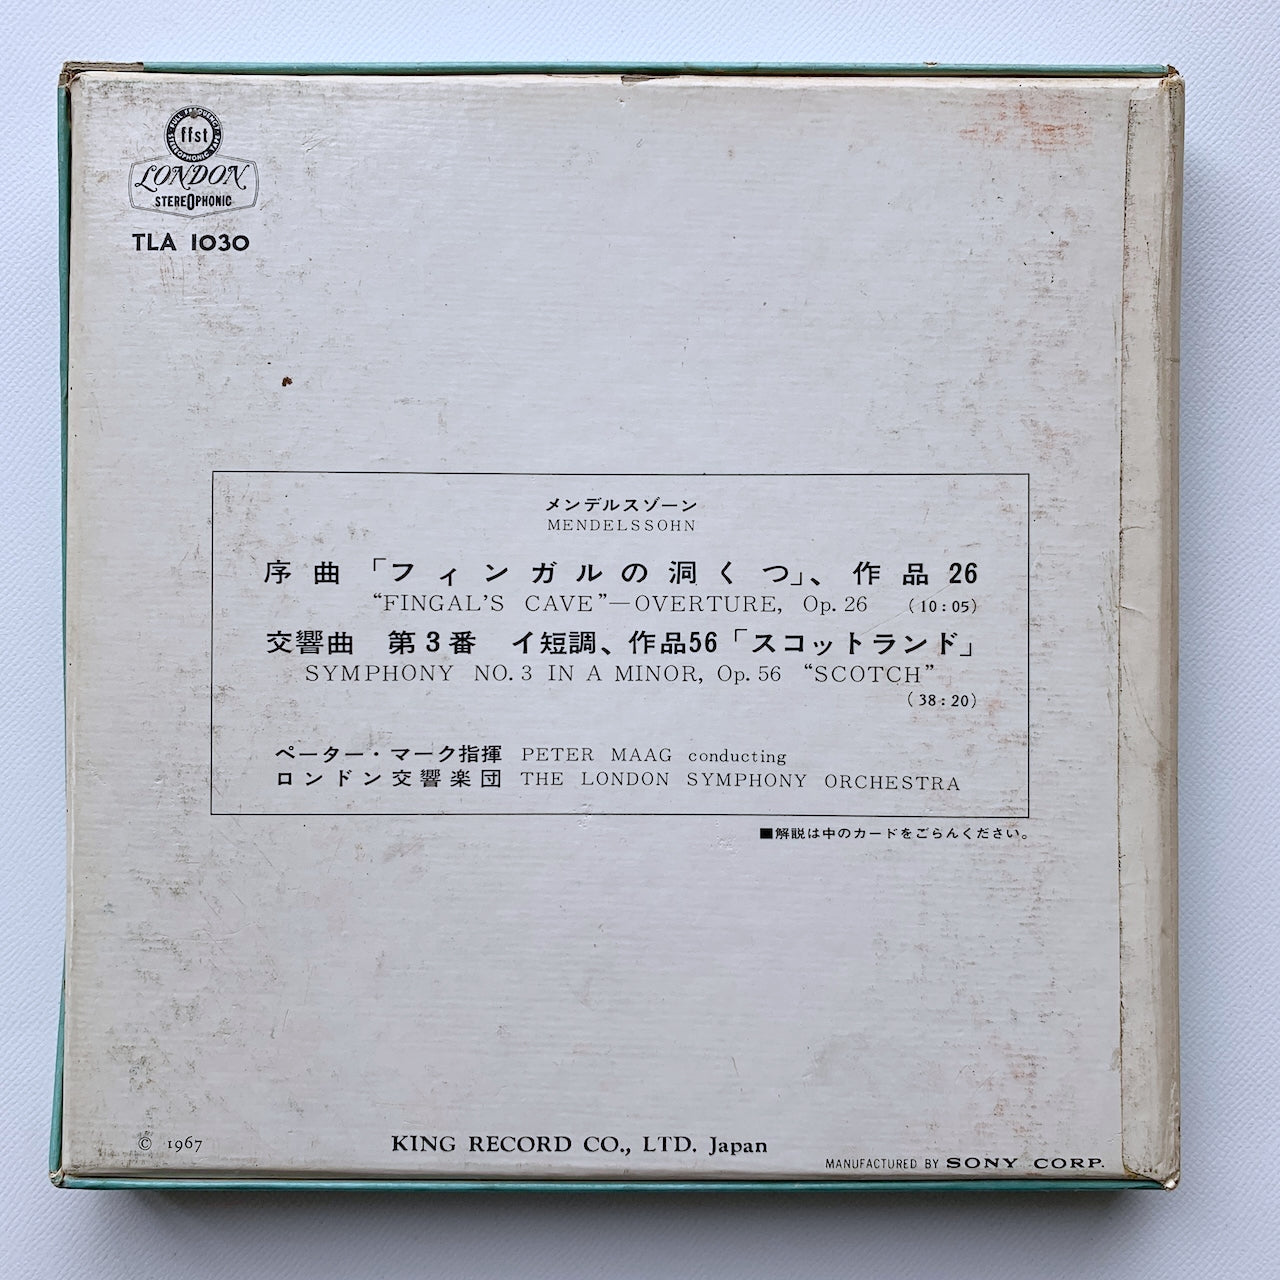 FULL FREQUENCY
ffst
STEREOPHONIC TAPE
LONDON
STEREOPHONIC
TLA 1030
メンデルスゾーン
MENDELSSOHN
序曲「フィンガルの洞くつ」、作品26
“FINGAL'S CAVE”—OVERTURE, Op. 26 (10:05)
交響曲 第3番 イ短調、作品56「スコットランド」
SYMPHONY NO. 3 IN A MINOR, Op. 56 “SCOTCH”
(38:20)
ペーター・マーク指揮 PETER MAAG conducting
ロンドン交響楽団 THE LONDON SYMPHONY ORCHESTRA
■解説は中のカードをごらんください。
© 1967
KING RECORD CO., LTD. Japan
MANUFACTURED BY SONY CORP.